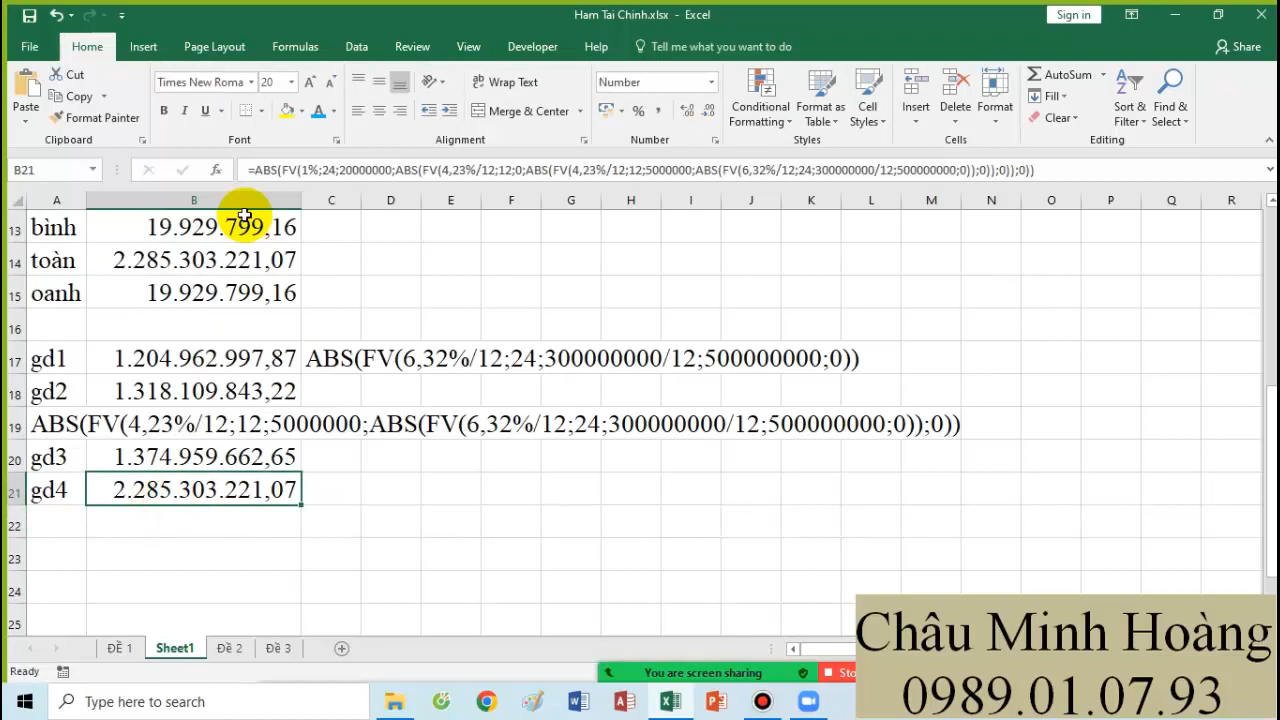 Ham Tai Chinh.xlsx - Excel
Sign in
File Home Insert Page Layout Formulas Data Review View Developer Help Tell me what you want to do Share
Paste
Cut
Copy
Format Painter
Clipboard
Times New Roma 20
B I U
Font
Wrap Text
Merge & Center
Alignment
Number
%
Number
Conditional Formatting
Format as Table
Cell Styles
Styles
Insert
Delete
Format
Cells
AutoSum
Fill
Clear
Sort & Filter
Find & Select
Editing
B21
fx
=ABS(FV(1%;24;20000000;ABS(FV(4,23%/12;12;0;ABS(FV(4,23%/12;12;5000000;ABS(FV(6,32%/12;24;300000000/12;500000000;0));0));0));0))
A B C D E F G H I J K L M N O P Q R
13 bình 19.929.799,16
14 toàn 2.285.303.221,07
15 oanh 19.929.799,16
16
17 gd1 1.204.962.997,87 ABS(FV(6,32%/12;24;300000000/12;500000000;0))
18 gd2 1.318.109.843,22
19 ABS(FV(4,23%/12;12;5000000;ABS(FV(6,32%/12;24;300000000/12;500000000;0));0))
20 gd3 1.374.959.662,65
21 gd4 2.285.303.221,07
22
23
24
25
ĐỀ 1 Sheet1 Đề 2 Đề 3
Ready
You are screen sharing
Sto
Châu Minh Hoàng
0989.01.07.93
Type here to search